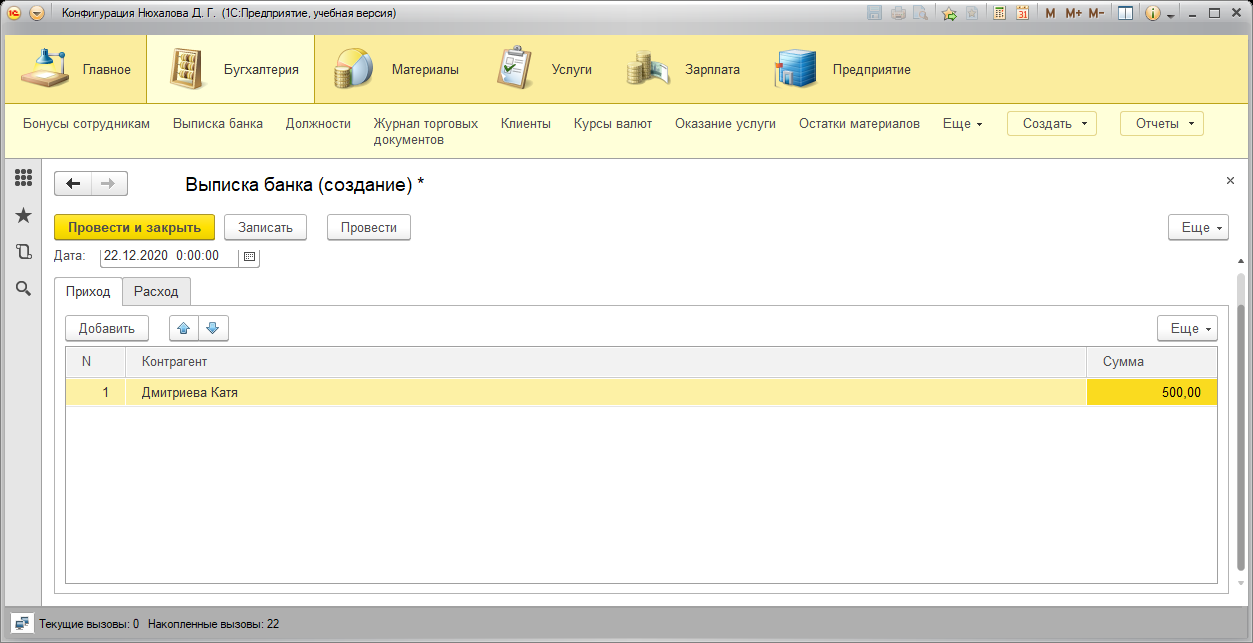 Конфигурация Нюхалова Д. Г. (1С:Предприятие, учебная версия)
31 M M+ M-
Главное Бухгалтерия Материалы Услуги Зарплата Предприятие
Бонусы сотрудникам Выписка банка Должности Журнал торговых документов Клиенты Курсы валют Оказание услуги Остатки материалов Еще Создать Отчеты
Выписка банка (создание) *
Провести и закрыть Записать Провести Еще
Дата: 22.12.2020 0:00:00
Приход Расход
Добавить Еще
N Контрагент Сумма
1 Дмитриева Катя 500,00
Текущие вызовы: 0 Накопленные вызовы: 22